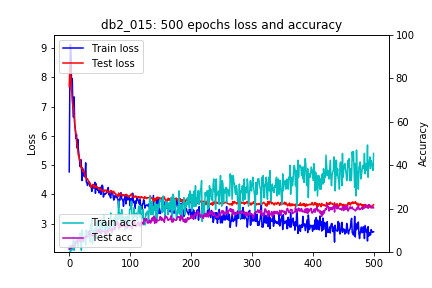 db2_015: 500 epochs loss and accuracy
Train loss
Test loss
Train acc
Test acc
Loss
9
8
7
6
5
4
3
Accuracy
100
80
60
40
20
0
0 100 200 300 400 500